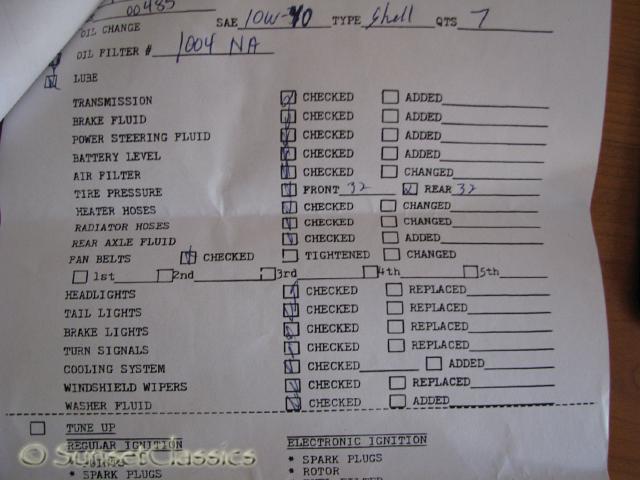 00485
OIL CHANGE SAE 10W-40 TYPE Shell QTS 7
OIL FILTER # 1004 NA
LUBE
TRANSMISSION CHECKED ADDED
BRAKE FLUID CHECKED ADDED
POWER STEERING FLUID CHECKED ADDED
BATTERY LEVEL CHECKED ADDED
AIR FILTER CHECKED CHANGED
TIRE PRESSURE FRONT 32 REAR 32
HEATER HOSES CHECKED CHANGED
RADIATOR HOSES CHECKED CHANGED
REAR AXLE FLUID CHECKED ADDED
FAN BELTS CHECKED TIGHTENED CHANGED
1st 2nd 3rd 4th 5th
HEADLIGHTS CHECKED REPLACED
TAIL LIGHTS CHECKED REPLACED
BRAKE LIGHTS CHECKED REPLACED
TURN SIGNALS CHECKED REPLACED
COOLING SYSTEM CHECKED ADDED
WINDSHIELD WIPERS CHECKED REPLACED
WASHER FLUID CHECKED ADDED
TUNE UP
REGULAR IGNITION ELECTRONIC IGNITION
© SunsetClassics
* POINTS * SPARK PLUGS
* SPARK PLUGS * ROTOR